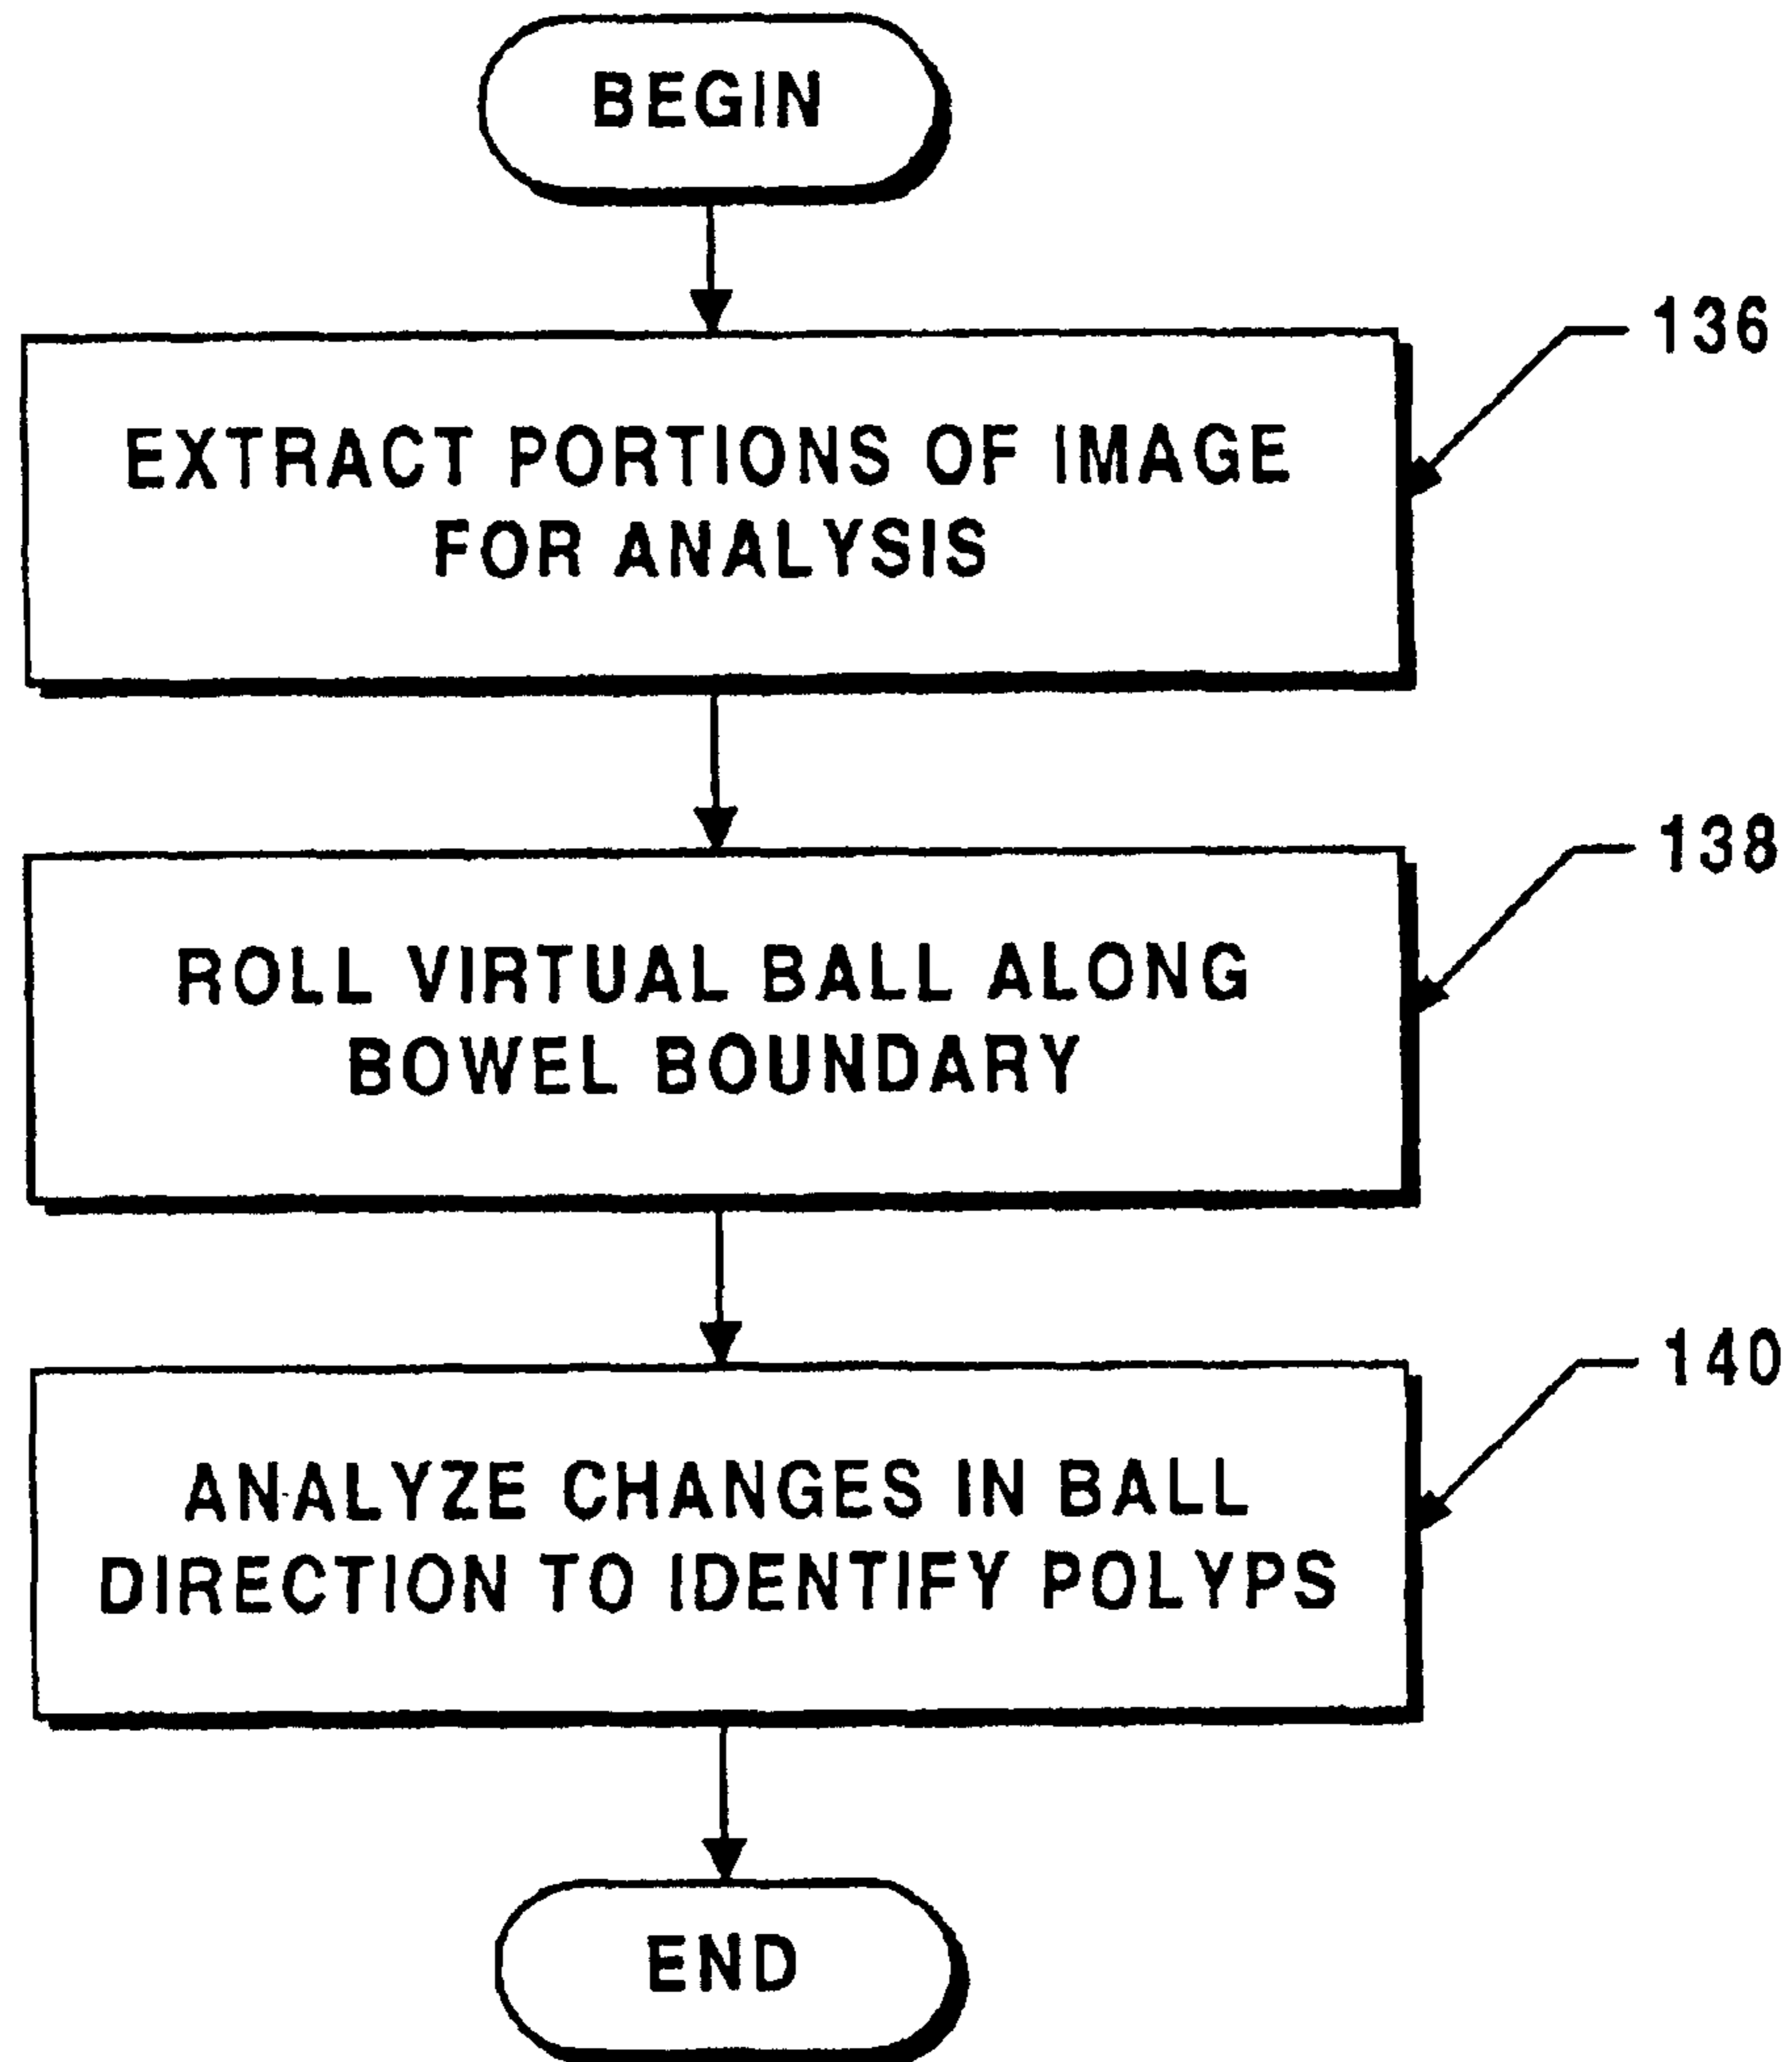 BEGIN
136
EXTRACT PORTIONS OF IMAGE
FOR ANALYSIS
138
ROLL VIRTUAL BALL ALONG
BOWEL BOUNDARY
140
ANALYZE CHANGES IN BALL
DIRECTION TO IDENTIFY POLYPS
END